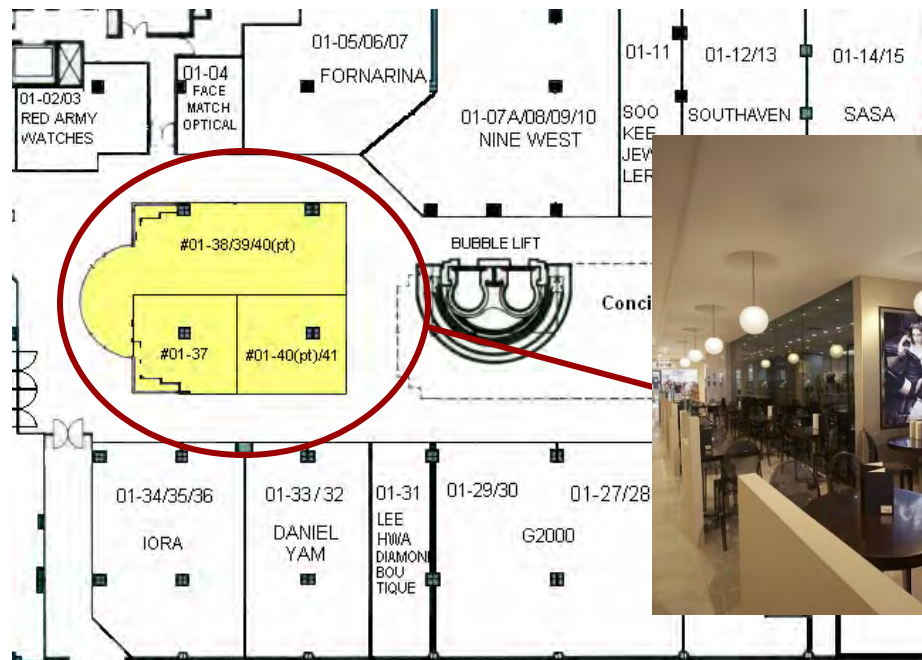 01-05/06/07
FORNARINA
01-04
FACE
MATCH
OPTICAL
01-02/03
RED ARMY
WATCHES
01-07A/08/09/10
NINE WEST
01-11
SOO
KEE
JEW
LER
01-12/13
SOUTHAVEN
01-14/15
SASA
#01-38/39/40(pt)
#01-37
#01-40(pt)/41
BUBBLE LIFT
Conci
01-34/35/36
IORA
01-33/32
DANIEL
YAM
01-31
LEE
HWA
DIAMOND
BOU
TIQUE
01-29/30
01-27/28
G2000